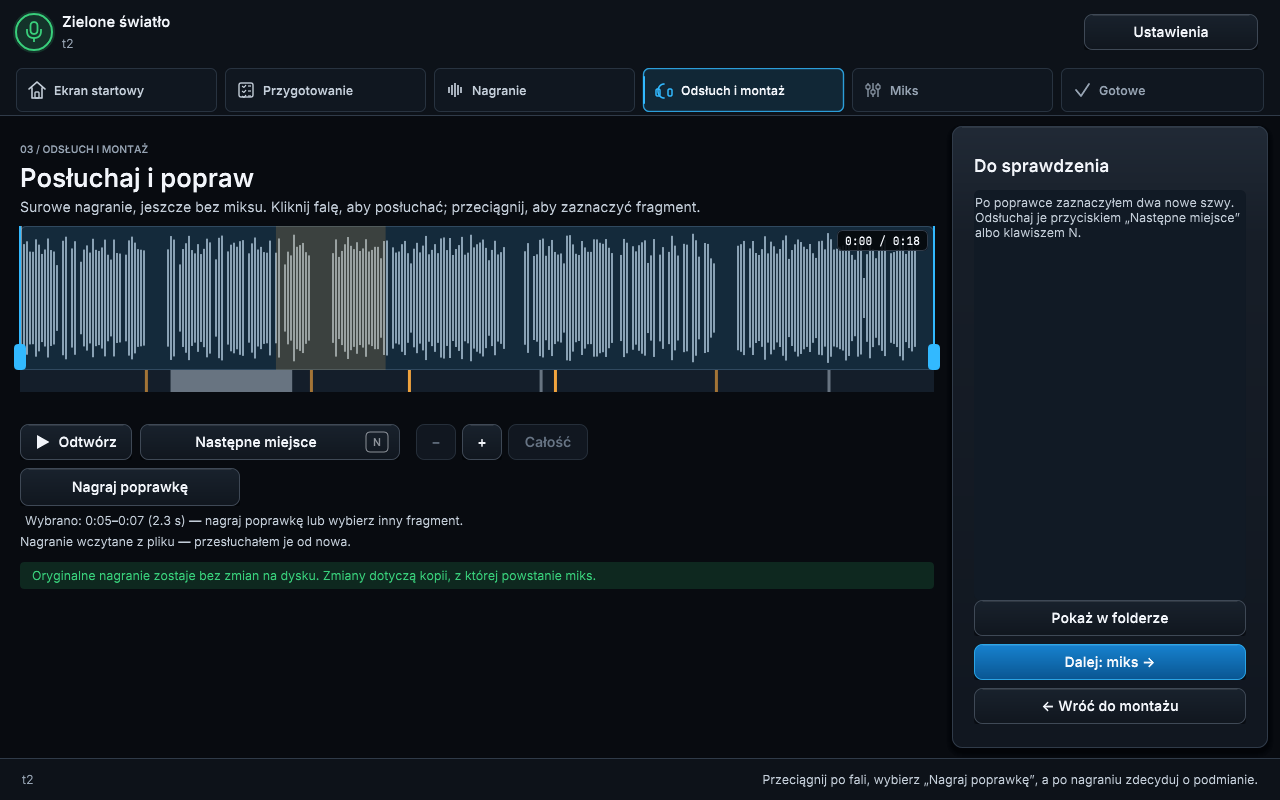 Zielone światło
t2
Ustawienia
Ekran startowy
Przygotowanie
Nagranie
Odsłuch i montaż
Miks
Gotowe
03 / ODSŁUCH I MONTAŻ
Posłuchaj i popraw
Surowe nagranie, jeszcze bez miksu. Kliknij falę, aby posłuchać; przeciągnij, aby zaznaczyć fragment.
0:00 / 0:18
Odtwórz
Następne miejsce N
–
+
Całość
Nagraj poprawkę
Wybrano: 0:05–0:07 (2.3 s) — nagraj poprawkę lub wybierz inny fragment.
Nagranie wczytane z pliku — przesłuchałem je od nowa.
Oryginalne nagranie zostaje bez zmian na dysku. Zmiany dotyczą kopii, z której powstanie miks.
Do sprawdzenia
Po poprawce zaznaczyłem dwa nowe szwy.
Odsłuchaj je przyciskiem „Następne miejsce”
albo klawiszem N.
Pokaż w folderze
Dalej: miks →
← Wróć do montażu
t2
Przeciągnij po fali, wybierz „Nagraj poprawkę”, a po nagraniu zdecyduj o podmianie.